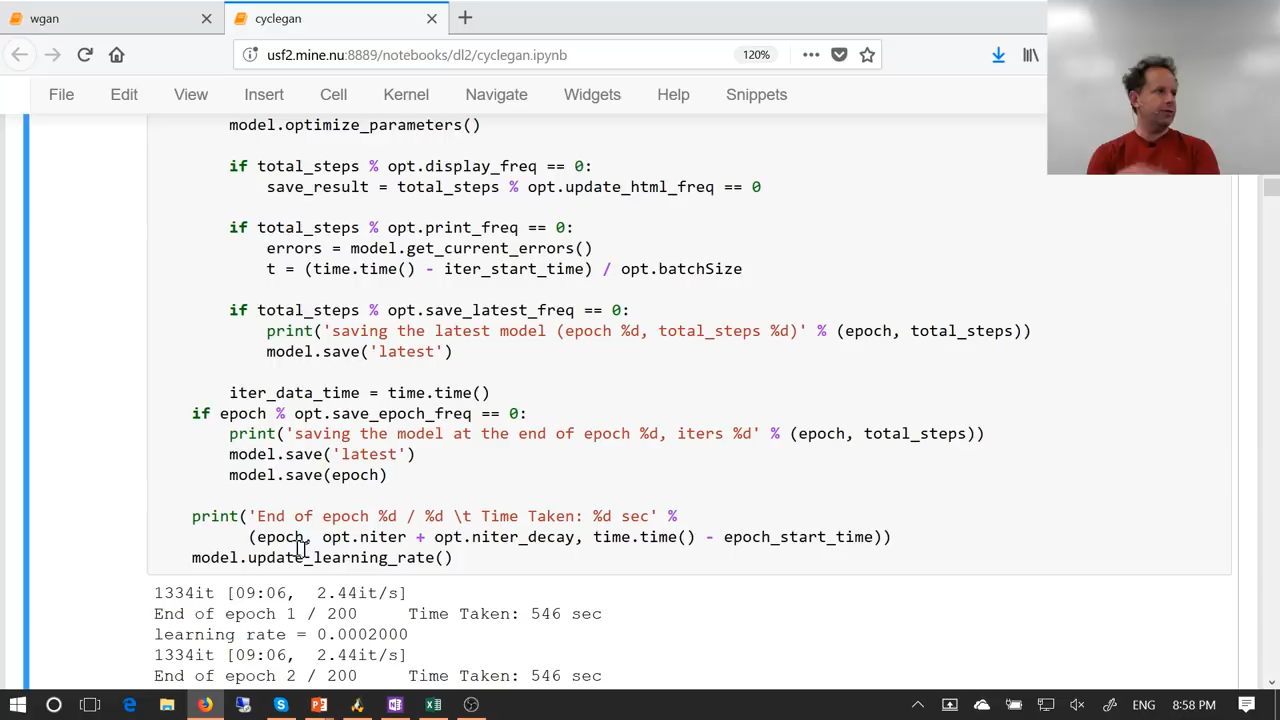 wgan
cyclegan
usf2.mine.nu:8889/notebooks/dl2/cyclegan.ipynb
120%
File Edit View Insert Cell Kernel Navigate Widgets Help Snippets
model.optimize_parameters()
if total_steps % opt.display_freq == 0:
save_result = total_steps % opt.update_html_freq == 0
if total_steps % opt.print_freq == 0:
errors = model.get_current_errors()
t = (time.time() - iter_start_time) / opt.batchSize
if total_steps % opt.save_latest_freq == 0:
print('saving the latest model (epoch %d, total_steps %d)' % (epoch, total_steps))
model.save('latest')
iter_data_time = time.time()
if epoch % opt.save_epoch_freq == 0:
print('saving the model at the end of epoch %d, iters %d' % (epoch, total_steps))
model.save('latest')
model.save(epoch)
print('End of epoch %d / %d \t Time Taken: %d sec' %
(epoch, opt.niter + opt.niter_decay, time.time() - epoch_start_time))
model.update_learning_rate()
1334it [09:06, 2.44it/s]
End of epoch 1 / 200 Time Taken: 546 sec
learning rate = 0.0002000
1334it [09:06, 2.44it/s]
End of epoch 2 / 200 Time Taken: 546 sec
ENG 8:58 PM